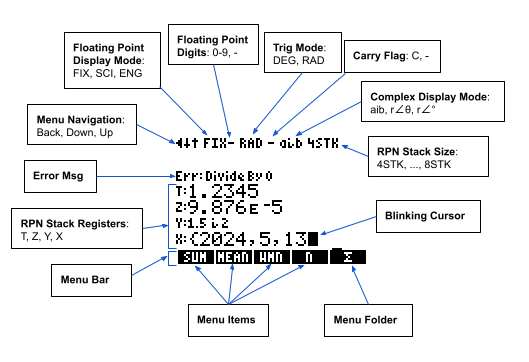 Floating Point
Display Mode:
FIX, SCI, ENG
Floating Point
Digits: 0-9, -
Trig Mode:
DEG, RAD
Carry Flag: C, -
Complex Display Mode:
aib, r∠θ, r∠°
Menu Navigation:
Back, Down, Up
RPN Stack Size:
4STK, ..., 8STK
FIX- RAD - aib 4STK
Error Msg
Err:Divide By 0
RPN Stack Registers:
T, Z, Y, X
T:1.2345
Z:9.876E-5
Y:1.5 i 2
X:{2024,5,13
Blinking Cursor
Menu Bar
SUM MEAN WMN N Σ
Menu Items
Menu Folder